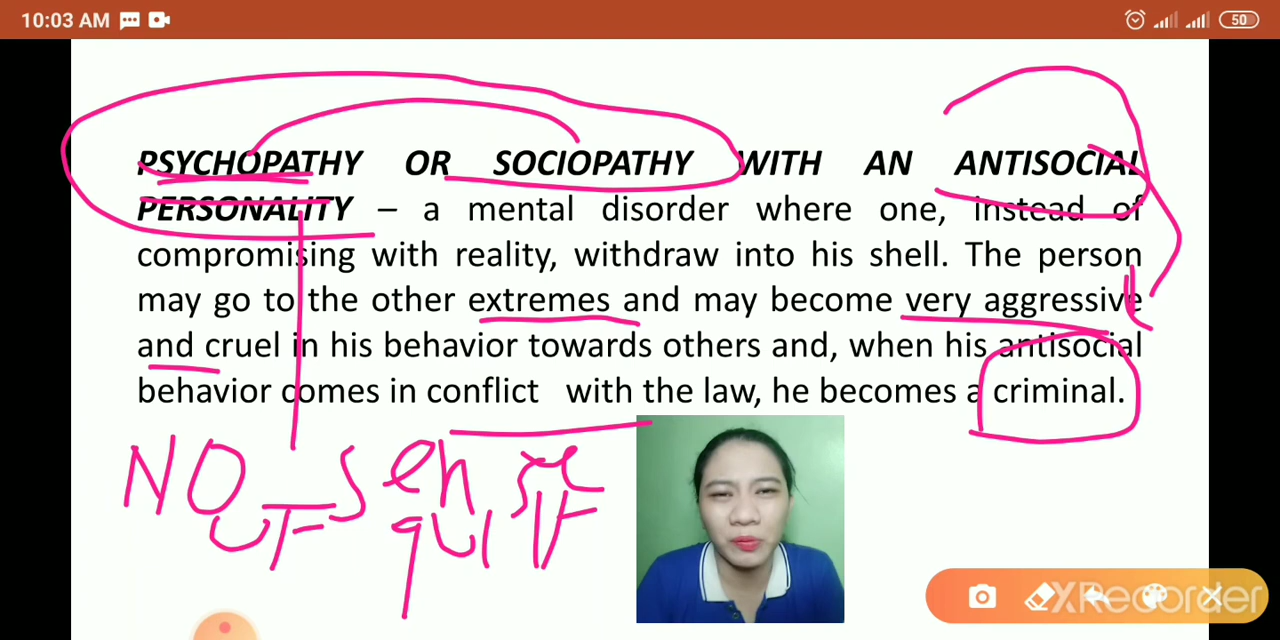 10:03 AM
50
PSYCHOPATHY OR SOCIOPATHY WITH AN ANTISOCIAL
PERSONALITY – a mental disorder where one, instead of
compromising with reality, withdraw into his shell. The person
may go to the other extremes and may become very aggressive
and cruel in his behavior towards others and, when his antisocial
behavior comes in conflict with the law, he becomes a criminal.
NO sense
XRecorder